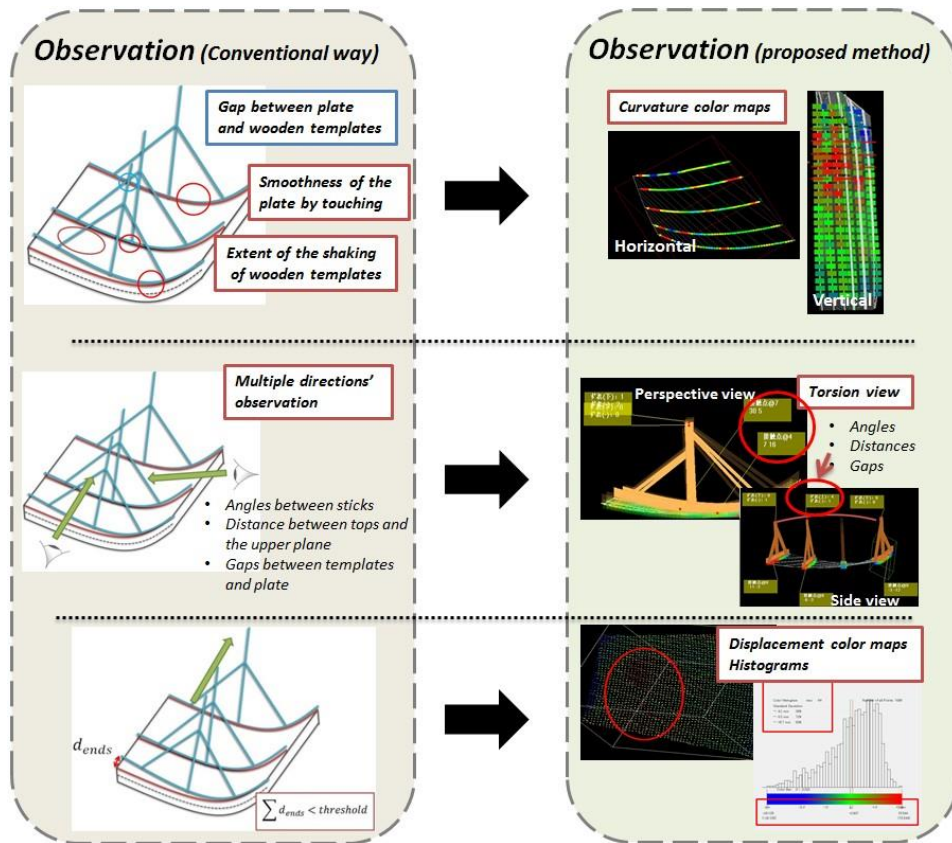 Observation (Conventional way)
Gap between plate
and wooden templates
Smoothness of the
plate by touching
Extent of the shaking
of wooden templates
Multiple directions'
observation
• Angles between sticks
• Distance between tops and
the upper plane
• Gaps between templates
and plate
d_ends
∑ d_ends < threshold
Observation (proposed method)
Curvature color maps
Horizontal
Vertical
Perspective view
Torsion view
• Angles
• Distances
• Gaps
Side view
Displacement color maps
Histograms